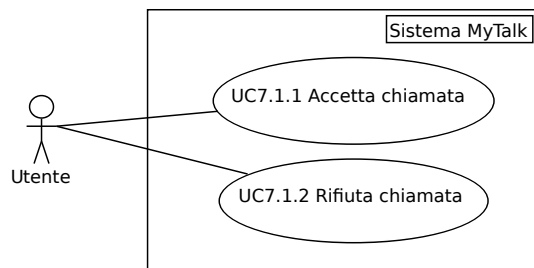 Sistema MyTalk
UC7.1.1 Accetta chiamata
Utente
UC7.1.2 Rifiuta chiamata